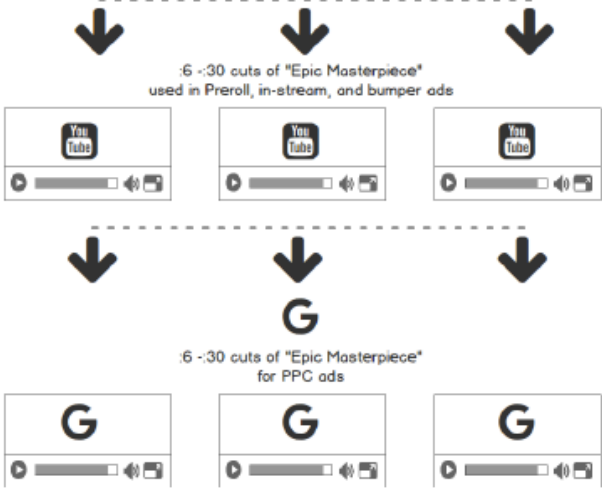 :6 -:30 cuts of "Epic Masterpiece"
used in Preroll, in-stream, and bumper ads
You
Tube
You
Tube
You
Tube
G
:6 -:30 cuts of "Epic Masterpiece"
for PPC ads
G
G
G